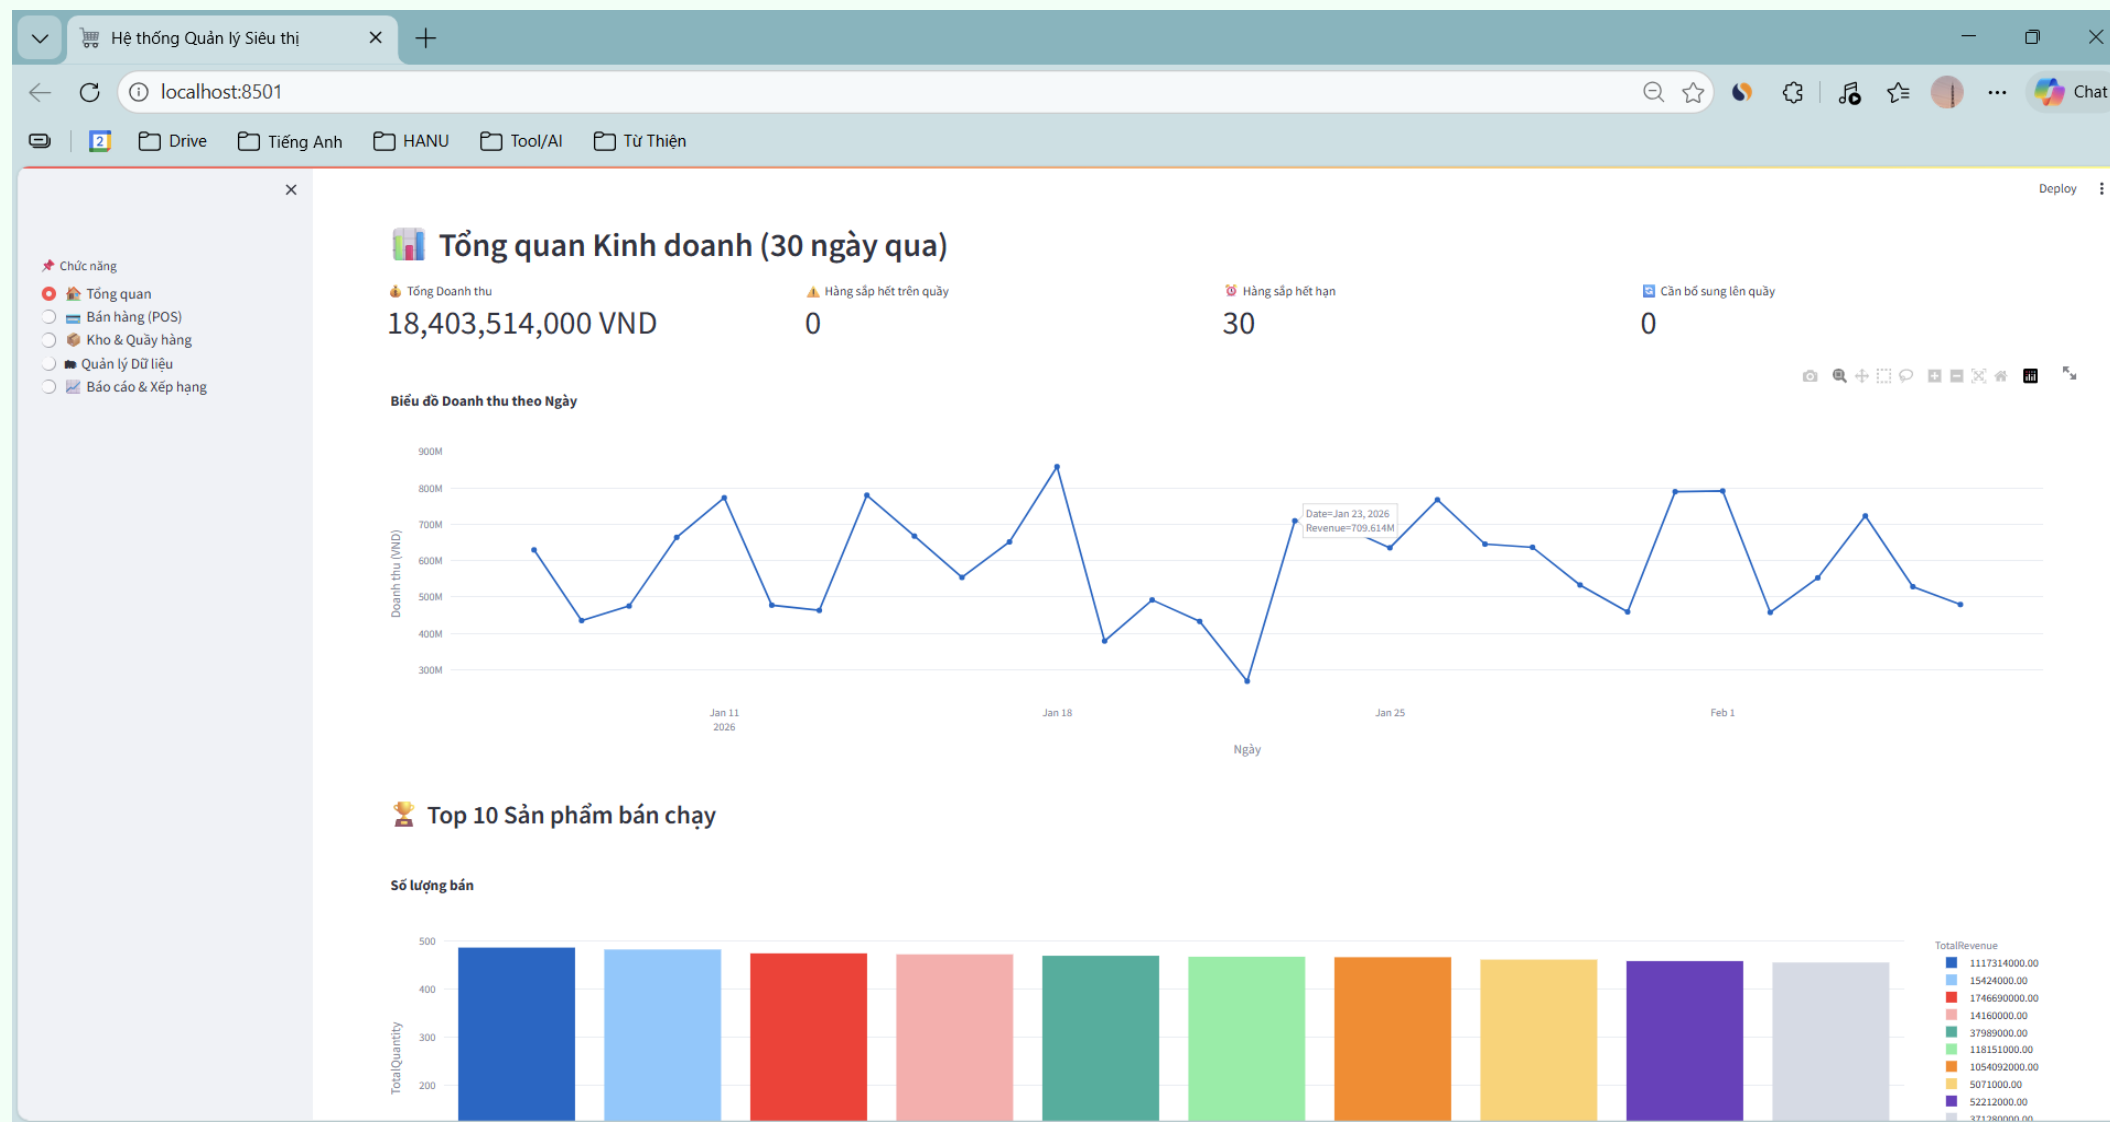 Hệ thống Quản lý Siêu thị
localhost:8501
Chat
2
Drive
Tiếng Anh
HANU
Tool/AI
Từ Thiện
Deploy
Chức năng
Tổng quan
Bán hàng (POS)
Kho & Quầy hàng
Quản lý Dữ liệu
Báo cáo & Xếp hạng
Tổng quan Kinh doanh (30 ngày qua)
Tổng Doanh thu
18,403,514,000 VND
Hàng sắp hết trên quầy
0
Hàng sắp hết hạn
30
Cần bổ sung lên quầy
0
Biểu đồ Doanh thu theo Ngày
Doanh thu (VND)
900M
800M
700M
600M
500M
400M
300M
Date=Jan 23, 2026
Revenue=709.614M
Jan 11
2026
Jan 18
Jan 25
Feb 1
Ngày
Top 10 Sản phẩm bán chạy
Số lượng bán
TotalQuantity
500
400
300
200
TotalRevenue
1117314000.00
15424000.00
1746690000.00
14160000.00
37989000.00
118151000.00
1054092000.00
5071000.00
52212000.00
371280000.00